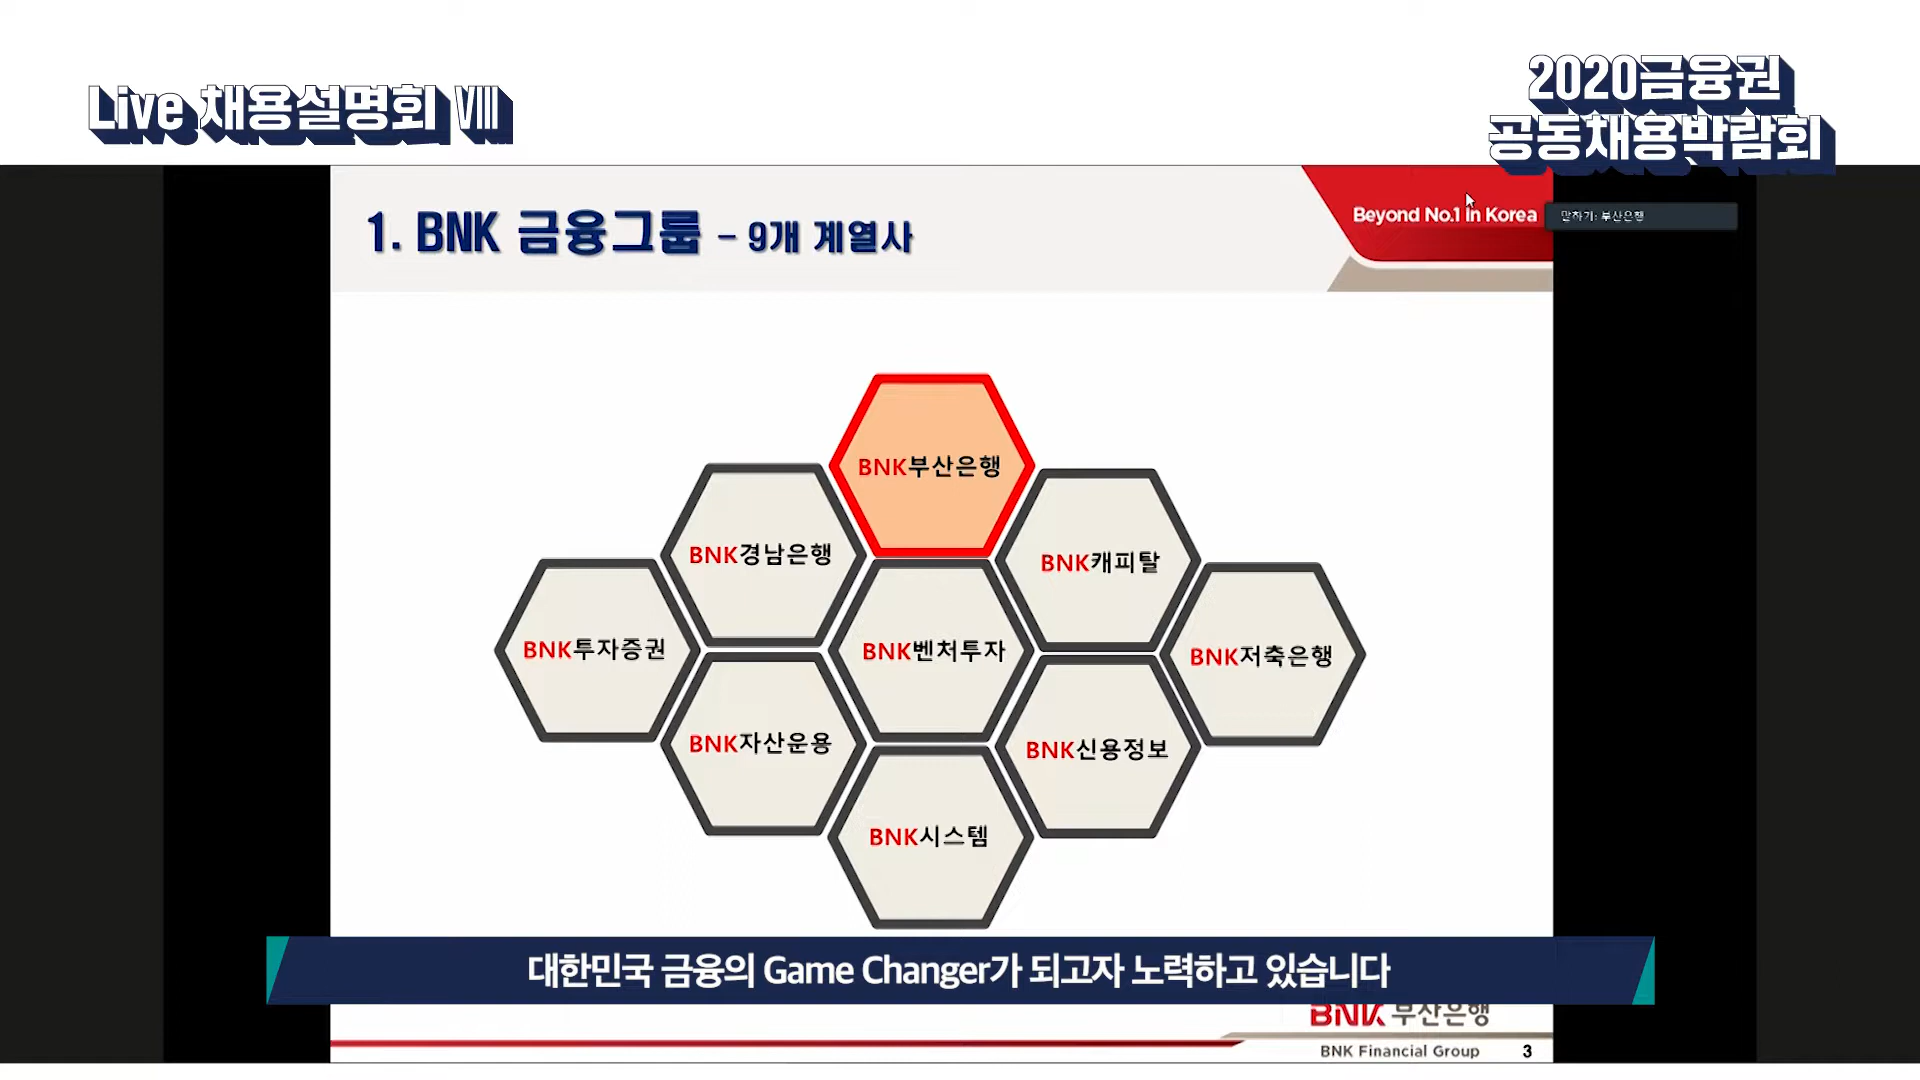 Live 채용설명회 Ⅷ
2020금융권
공동채용박람회
1. BNK 금융그룹 - 9개 계열사
Beyond No.1 in Korea
말하기: 부산은행
BNK부산은행
BNK경남은행
BNK캐피탈
BNK투자증권
BNK벤처투자
BNK저축은행
BNK자산운용
BNK신용정보
BNK시스템
대한민국 금융의 Game Changer가 되고자 노력하고 있습니다
BNK 부산은행
BNK Financial Group 3